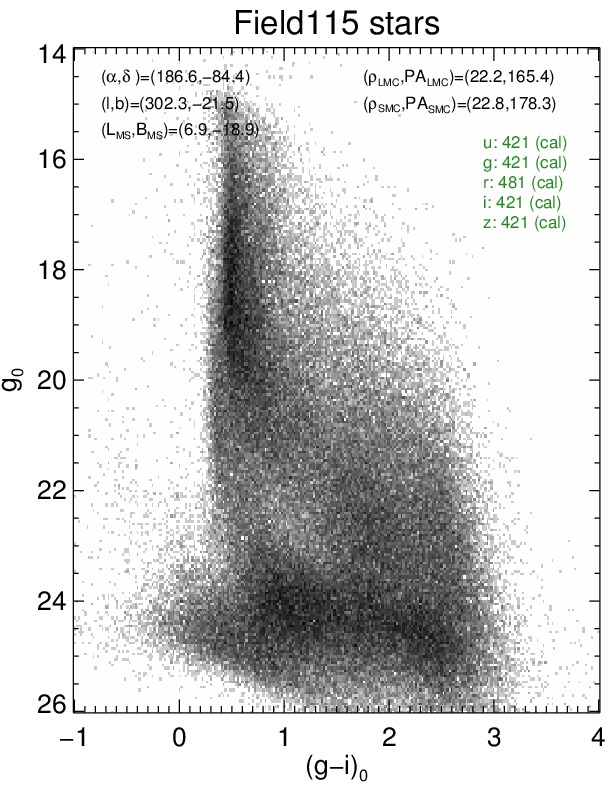 Field115 stars
(α,δ )=(186.6,−84.4)
(ρLMC,PALMC)=(22.2,165.4)
(l,b)=(302.3,−21.5)
(ρSMC,PASMC)=(22.8,178.3)
(LMS,BMS)=(6.9,−18.9)
u: 421 (cal)
g: 421 (cal)
r: 481 (cal)
i: 421 (cal)
z: 421 (cal)
14
16
18
20
22
24
26
g0
−1 0 1 2 3 4
(g−i)0